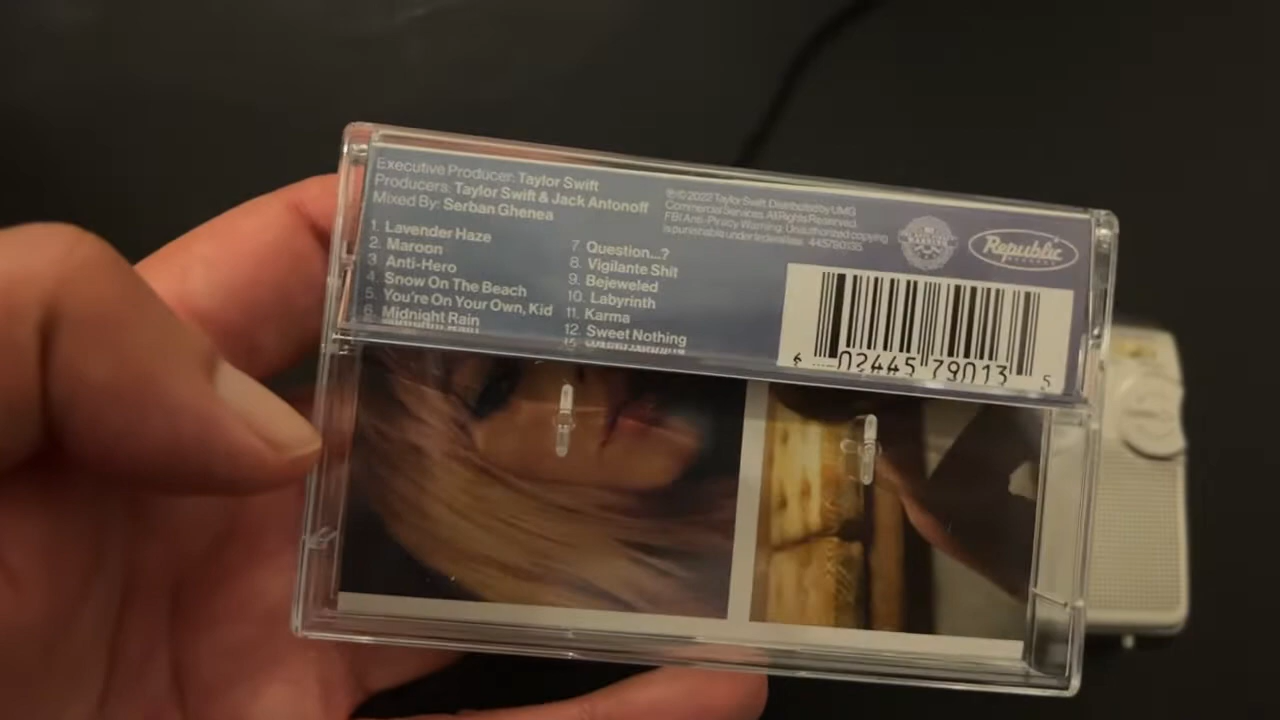 Executive Producer: Taylor Swift
Producers: Taylor Swift & Jack Antonoff
Mixed By: Serban Ghenea
1. Lavender Haze
2. Maroon
3. Anti-Hero
4. Snow On The Beach
5. You're On Your Own, Kid
6. Midnight Rain
7 Question...?
8. Vigilante Shit
9. Bejeweled
10. Labyrinth
11. Karma
12. Sweet Nothing
℗©2022 Taylor Swift. Distributed by UMG
Commercial Services. All Rights Reserved.
FBI Anti-Piracy Warning: Unauthorized copying
is punishable under federal law.
Republic
RECORDS
6 02445 79013 5